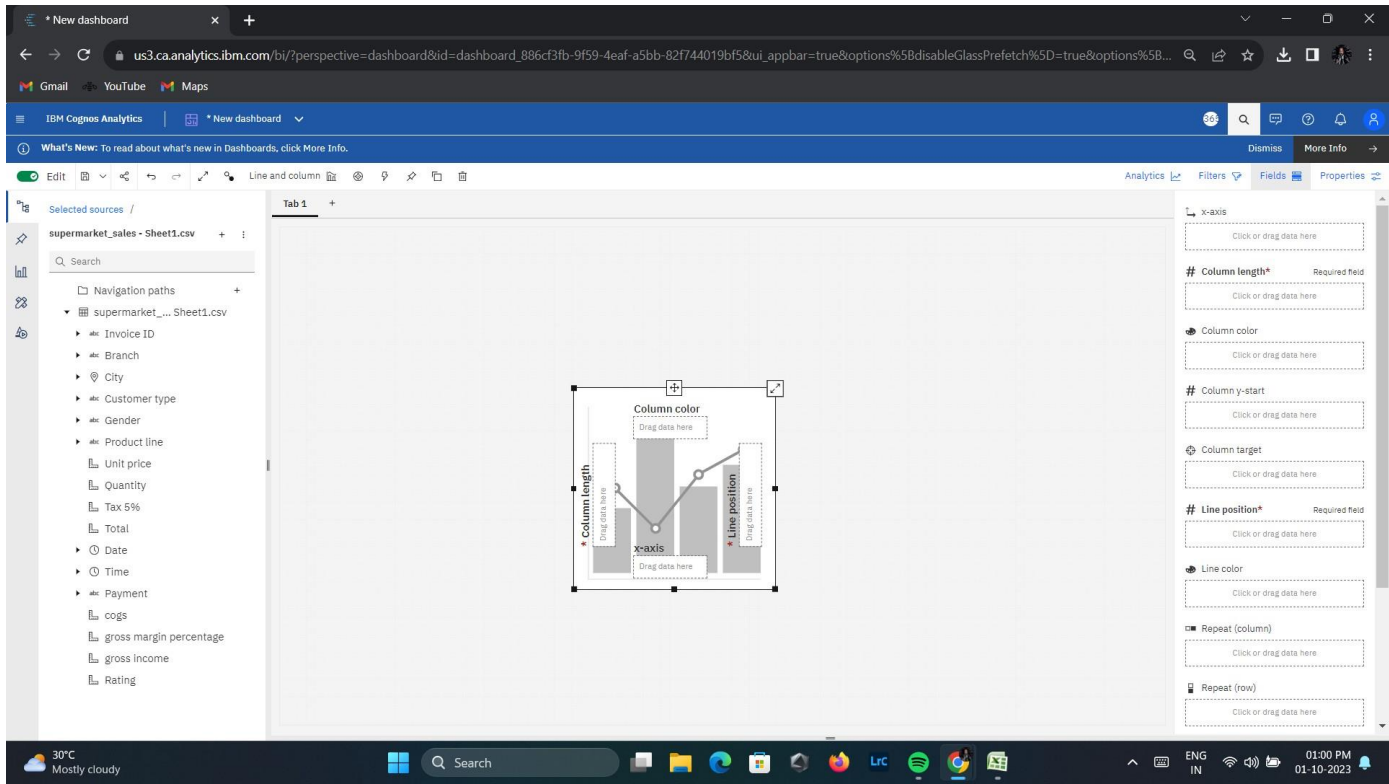 * New dashboard
us3.ca.analytics.ibm.com/bi/?perspective=dashboard&id=dashboard_886cf3fb-9f59-4eaf-a5bb-82f744019bf5&ui_appbar=true&options%5BdisableGlassPrefetch%5D=true&options%5B...
Gmail YouTube Maps
IBM Cognos Analytics * New dashboard
What's New: To read about what's new in Dashboards, click More Info. Dismiss More Info
Edit Line and column Analytics Filters Fields Properties
Selected sources /
supermarket_sales - Sheet1.csv
Search
Navigation paths
supermarket_... Sheet1.csv
abc Invoice ID
abc Branch
City
abc Customer type
abc Gender
abc Product line
Unit price
Quantity
Tax 5%
Total
Date
Time
abc Payment
cogs
gross margin percentage
gross income
Rating
Tab 1 +
Column color
Drag data here
* Column length
Drag data here
* Line position
Drag data here
x-axis
Drag data here
x-axis
Click or drag data here
# Column length* Required field
Click or drag data here
Column color
Click or drag data here
# Column y-start
Click or drag data here
Column target
Click or drag data here
# Line position* Required field
Click or drag data here
Line color
Click or drag data here
Repeat (column)
Click or drag data here
Repeat (row)
Click or drag data here
30°C
Mostly cloudy
Search
LrC
ENG
IN
01:00 PM
01-10-2023